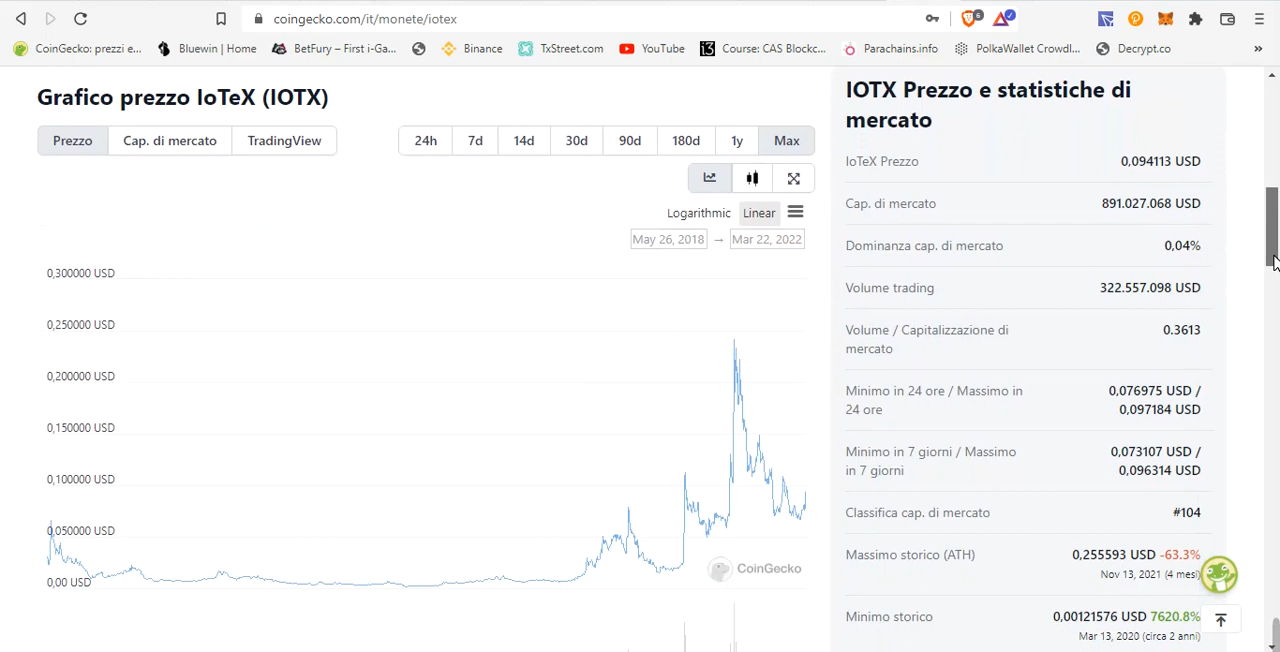 coingecko.com/it/monete/iotex
6
CoinGecko: prezzi e...
Bluewin | Home
BetFury – First i-Ga...
Binance
TxStreet.com
YouTube
i3
Course: CAS Blockc...
Parachains.info
PolkaWallet Crowdl...
Decrypt.co
»
Grafico prezzo IoTeX (IOTX)
Prezzo
Cap. di mercato
TradingView
24h
7d
14d
30d
90d
180d
1y
Max
Logarithmic
Linear
May 26, 2018 → Mar 22, 2022
0,300000 USD
0,250000 USD
0,200000 USD
0,150000 USD
0,100000 USD
0,050000 USD
0,00 USD
CoinGecko
IOTX Prezzo e statistiche di
mercato
IoTeX Prezzo 0,094113 USD
Cap. di mercato 891.027.068 USD
Dominanza cap. di mercato 0,04%
Volume trading 322.557.098 USD
Volume / Capitalizzazione di 0.3613
mercato
Minimo in 24 ore / Massimo in 0,076975 USD /
24 ore 0,097184 USD
Minimo in 7 giorni / Massimo 0,073107 USD /
in 7 giorni 0,096314 USD
Classifica cap. di mercato #104
Massimo storico (ATH) 0,255593 USD -63.3%
Nov 13, 2021 (4 mesi)
Minimo storico 0,00121576 USD 7620.8%
Mar 13, 2020 (circa 2 anni)